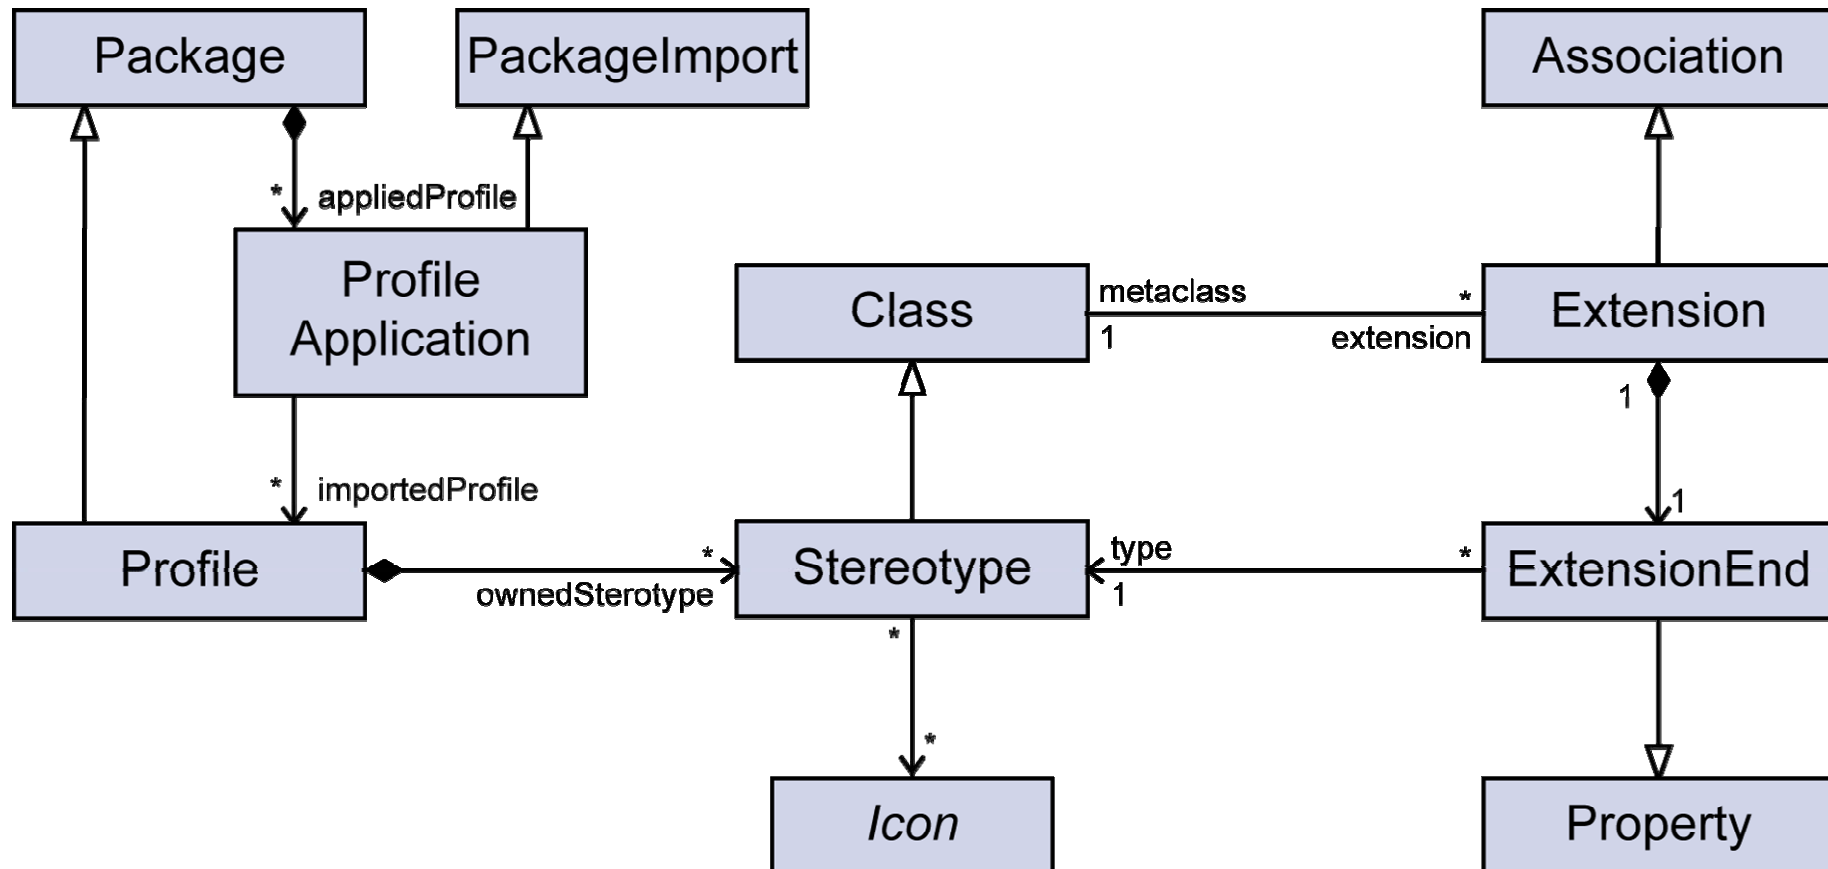 Package
PackageImport
Association
* appliedProfile
Profile
Application
Class
metaclass
1
*
extension
Extension
1
* importedProfile
1
Profile
*
ownedSterotype
Stereotype
type
1
*
ExtensionEnd
*
*
Icon
Property